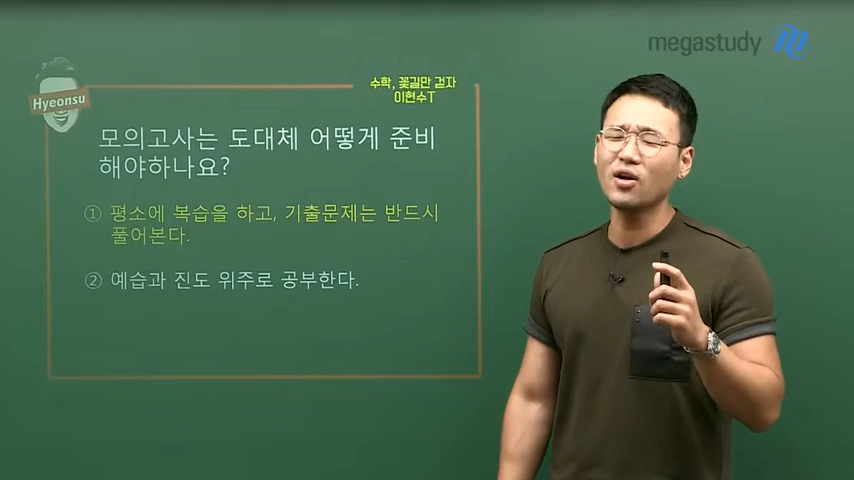 megastudy
Hyeonsu
수학, 꽃길만 걷자
이현수T
모의고사는 도대체 어떻게 준비
해야하나요?
① 평소에 복습을 하고, 기출문제는 반드시
풀어본다.
② 예습과 진도 위주로 공부한다.